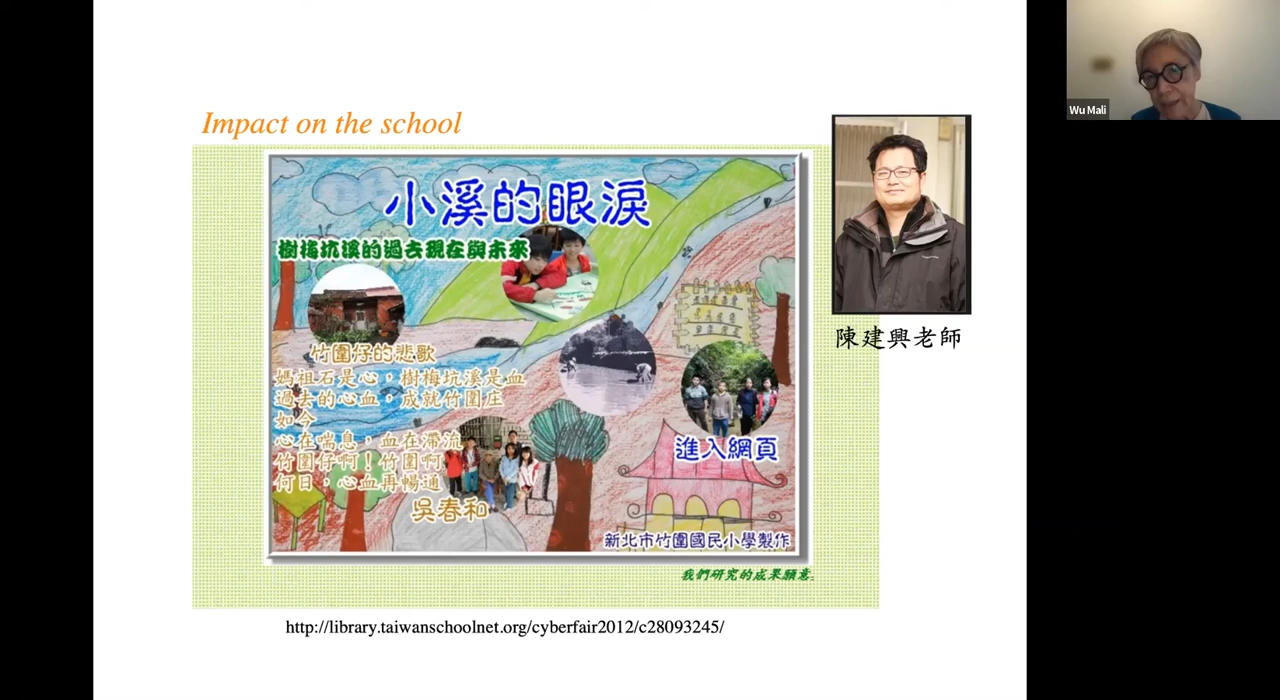 Impact on the school
小溪的眼淚
樹梅坑溪的過去現在與未來
竹圍仔的悲歌
媽祖石是心，樹梅坑溪是血
過去的心血，成就竹圍庄
如今
心在喘息，血在滯流
竹圍仔啊！竹圍啊
何日，心血再暢通
吳春和
進入網頁
新北市竹圍國民小學製作
我們研究的成果願意
陳建興老師
http://library.taiwanschoolnet.org/cyberfair2012/c28093245/
Wu Mali